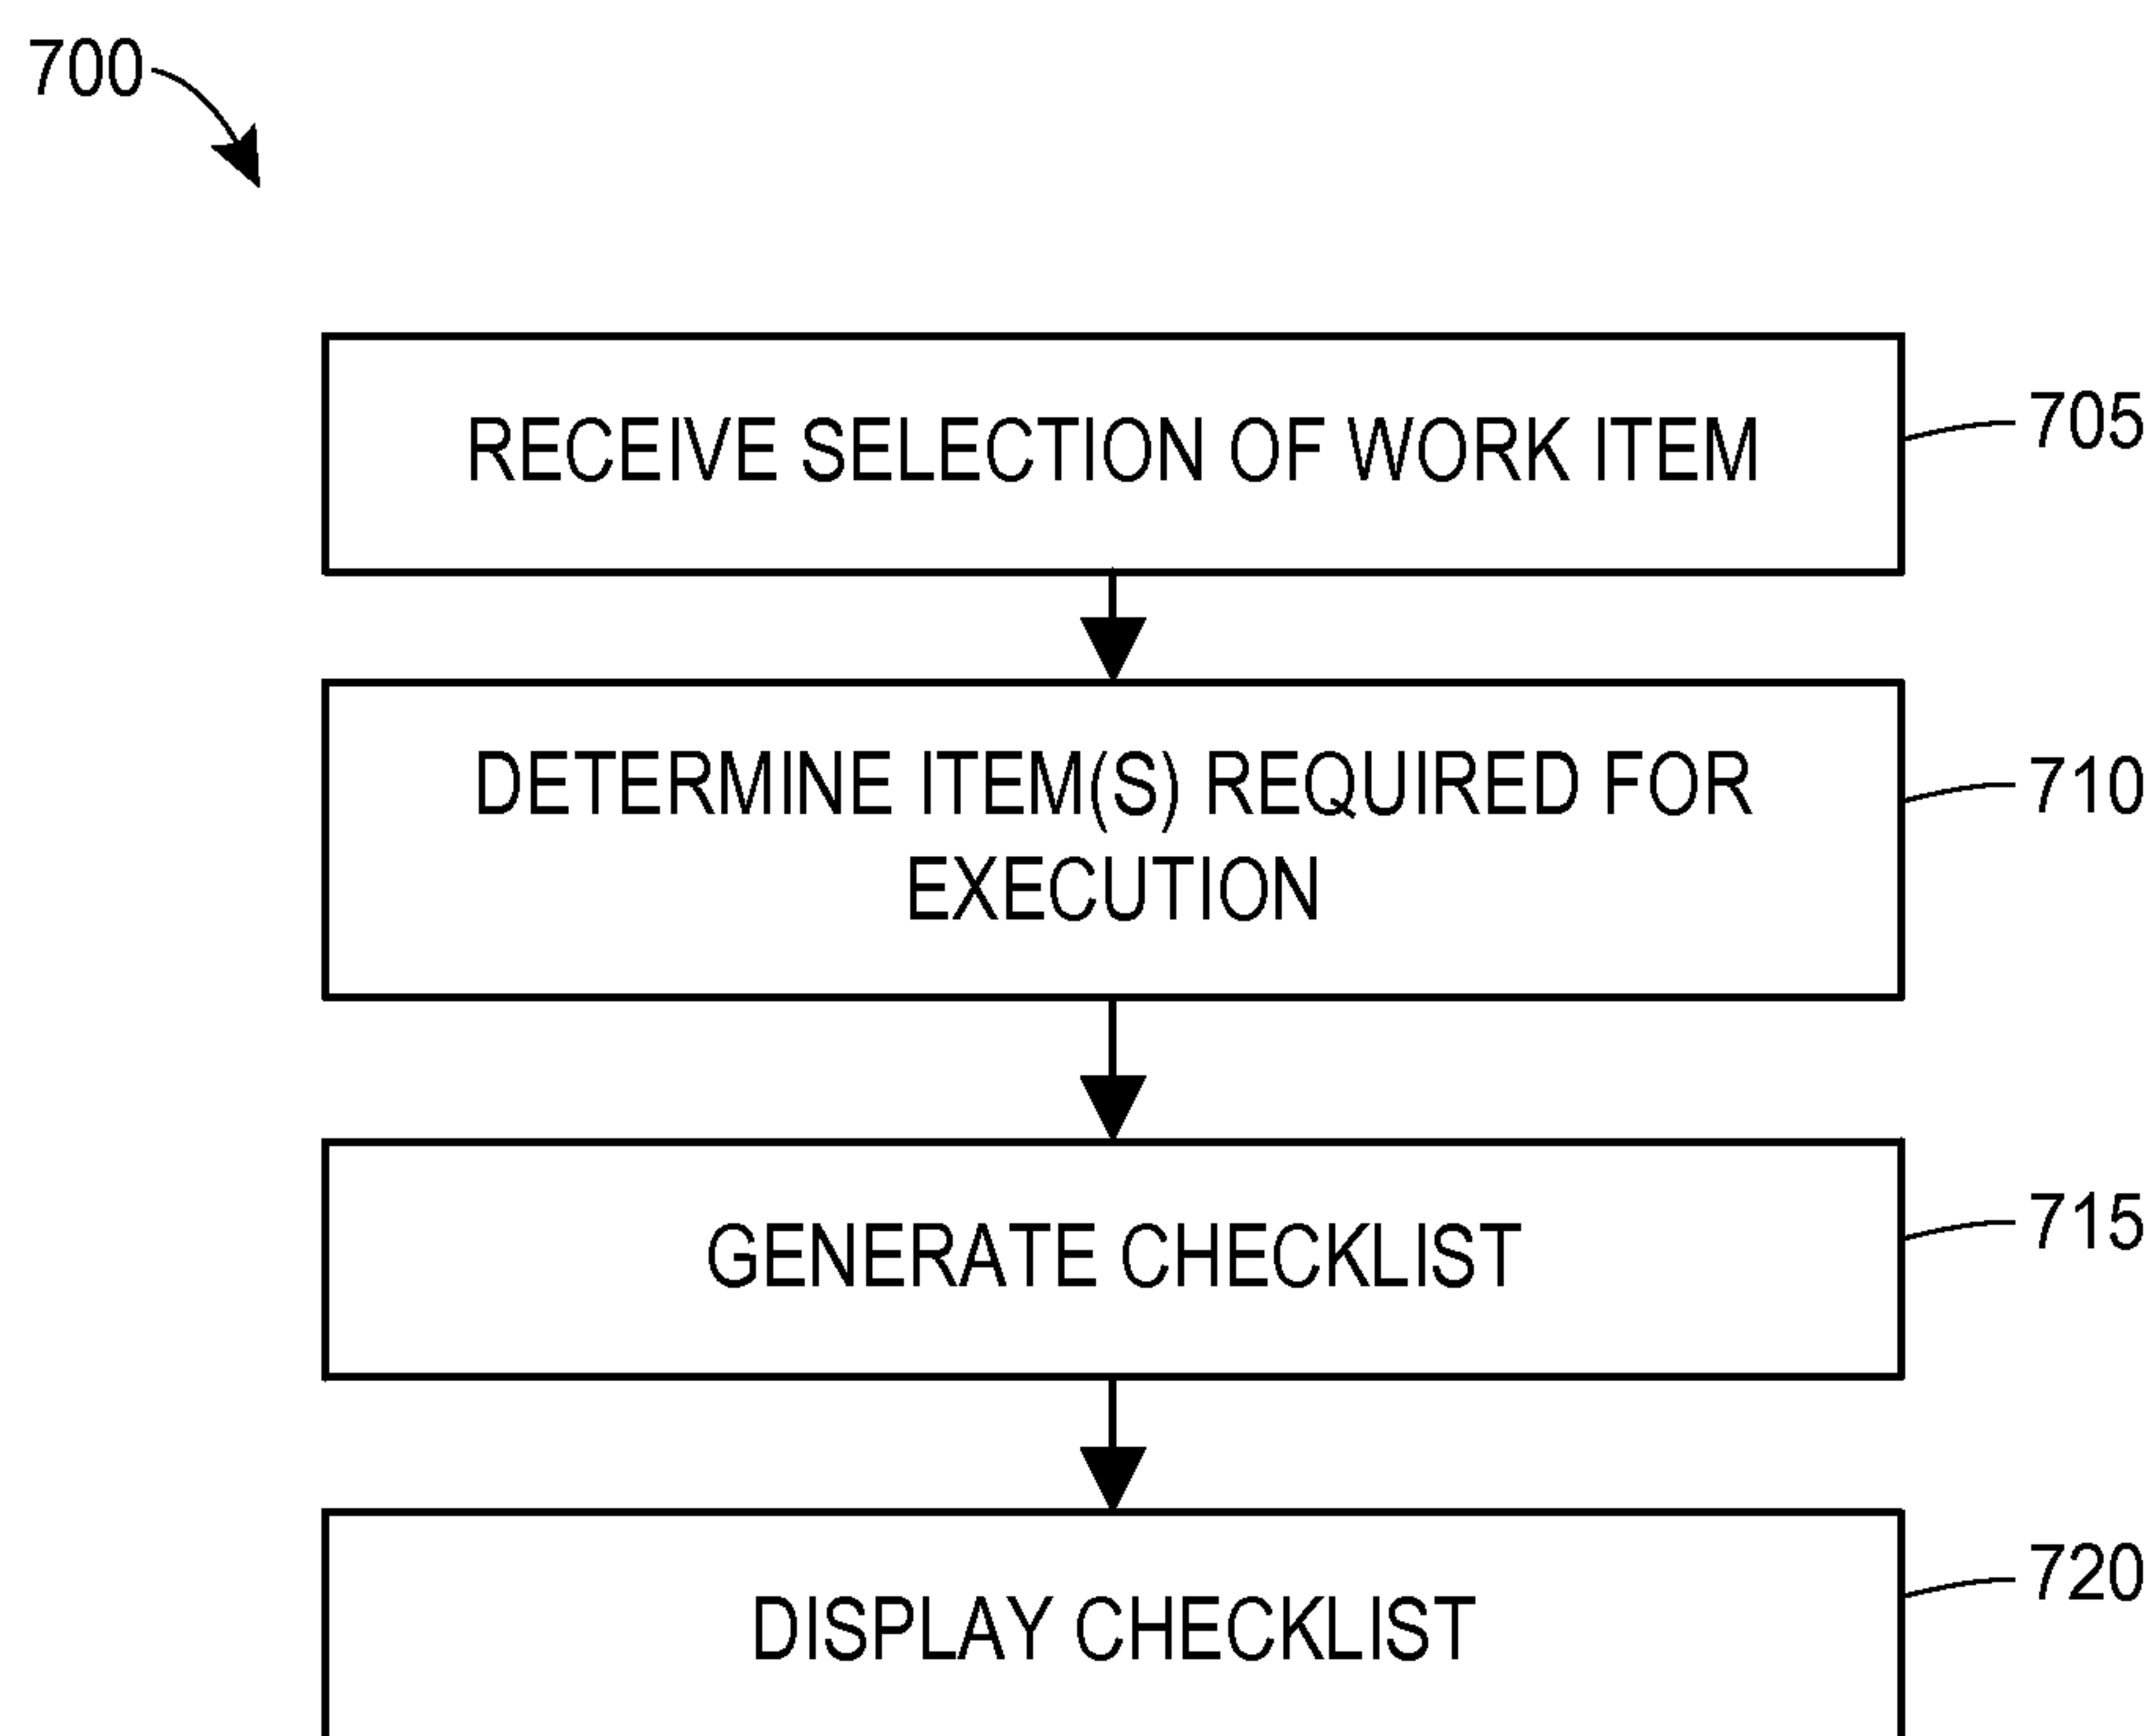 700
RECEIVE SELECTION OF WORK ITEM
705
DETERMINE ITEM(S) REQUIRED FOR
EXECUTION
710
GENERATE CHECKLIST
715
DISPLAY CHECKLIST
720